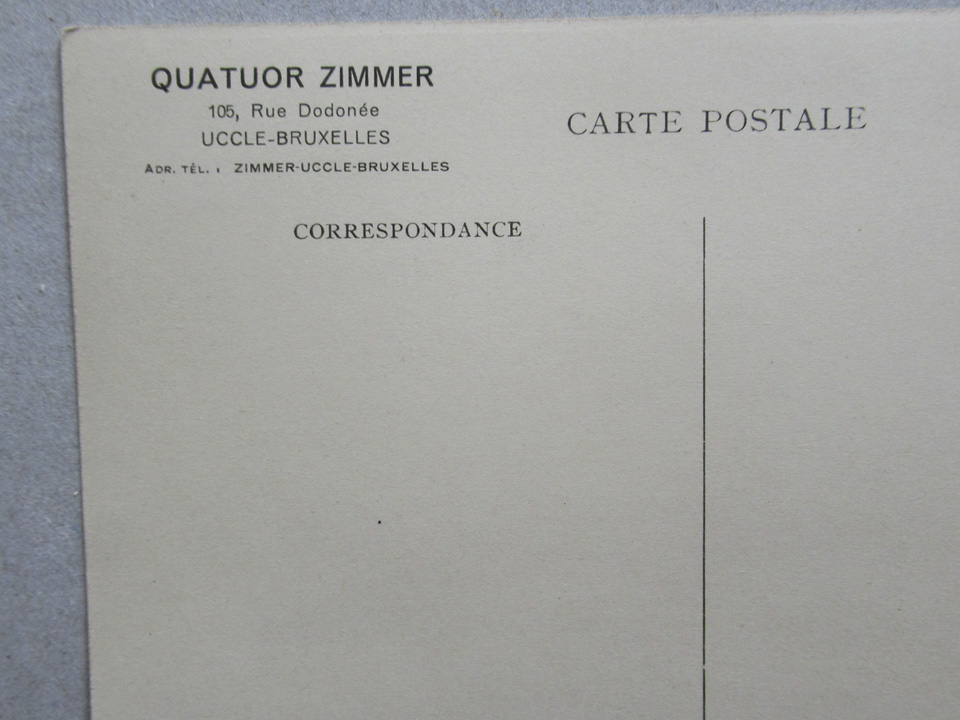 QUATUOR ZIMMER
105, Rue Dodonée
UCCLE-BRUXELLES
ADR. TÉL. : ZIMMER-UCCLE-BRUXELLES
CARTE POSTALE
CORRESPONDANCE